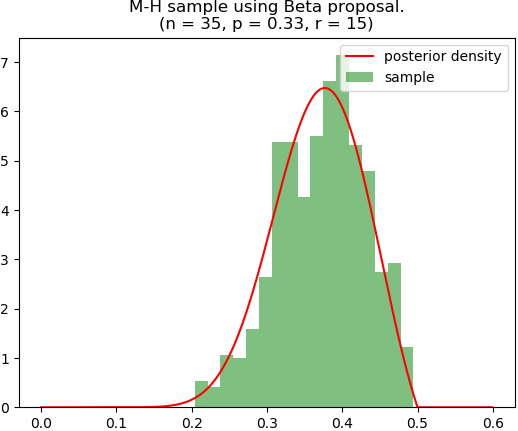 M-H sample using Beta proposal.
(n = 35, p = 0.33, r = 15)
posterior density
sample
7
6
5
4
3
2
1
0
0.0 0.1 0.2 0.3 0.4 0.5 0.6